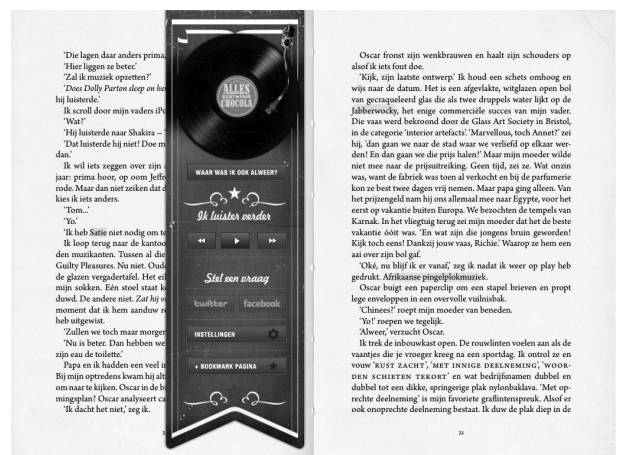 'Die lagen daar anders prima,
'Hier liggen ze beter.'
'Zal ik muziek opzetten?'
'Does Dolly Parton sleep on he
hij luisterde.'
Ik scroll door mijn vaders iPo
'Wat?'
'Hij luisterde naar Shakira –
'Dat luisterde hij niet! Doe m
dan.'
Ik wil iets zeggen over zijn
jaar: prima hoor, op oom Jeff
rode. Maar dan niet zeiken dat
kies ik iets anders.
'Tom...'
'Yo.'
'Ik heb Satie niet nodig om te
Ik loop terug naar de kantoo
den muzikanten. Tussen al die
Guilty Pleasures. Nu niet. Oude
de glazen vergadertafel. Het ei
mijn sokken. Eén stoel staat k
duwd. De andere niet. Zat hij v
moment dat ik hem aanduw r
heb uitgewist.
'Zullen we toch maar morgen
'Nu is beter. Dan hebben we
zijn eau de toilette.'
Papa en ik hadden een veel i
Bij mijn optredens kwam hij alt
om naar te kijken. Oscar in de bi
mingsplan? Oscar analyseert ca
'Ik dacht het niet,' zeg ik.
ALLES
CHOCOLA
WAAR WAS IK OOK ALWEER?
Ik luister verder
Stel een vraag
twitter
facebook
INSTELLINGEN
+ BOOKMARK PAGINA
Oscar fronst zijn wenkbrauwen en haalt zijn schouders op
alsof ik iets fout doe.
'Kijk, zijn laatste ontwerp.' Ik houd een schets omhoog en
wijs naar de datum. Het is een afgevlakte, witglazen open bol
van gecraqueleerd glas die als twee druppels water lijkt op de
Jabberwocky, het enige commerciële succes van mijn vader.
Die vaas werd bekroond door de Glass Art Society in Bristol,
in de categorie 'interior artefacts'. 'Marvellous, toch Annet?' zei
hij, 'dan gaan we naar de stad waar we verliefd op elkaar wer-
den! En dan gaan we die prijs halen!' Maar mijn moeder wilde
niet mee naar de prijsuitreiking. Geen tijd, zei ze. Wat onzin
was, want de fabriek was toen al verkocht en bij de parfumerie
kon ze best twee dagen vrij nemen. Maar papa ging alleen. Van
het prijzengeld nam hij ons allemaal mee naar Egypte, voor het
eerst op vakantie buiten Europa. We bezochten de tempels van
Karnak. In het vliegtuig terug zei mijn moeder dat het de beste
vakantie óóit was. 'En wat zijn die jongens bruin geworden!
Kijk toch eens! Dankzij jouw vaas, Richie.' Waarop ze hem een
aai over zijn bol gaf.
'Oké, nu blijf ik er vanaf,' zeg ik nadat ik weer op play heb
gedrukt. Afrikaanse pingelplokmuziek.
Oscar buigt een paperclip om een stapel brieven en propt
lege enveloppen in een overvolle vuilnisbak.
'Chinees?' roept mijn moeder van beneden.
'Yo!' roepen we tegelijk.
'Alweer,' verzucht Oscar.
Ik trek de inbouwkast open. De rouwlinten voelen aan als de
vaantjes die je vroeger kreeg na een sportdag. Ik ontrol ze en
vouw 'RUST ZACHT', 'MET INNIGE DEELNEMING', 'WOOR-
DEN SCHIETEN TEKORT' en wat bedrijfsnamen dubbel en
dubbel tot een dikke, springerige plak nylonbaklava. 'Met op-
rechte deelneming' is mijn favoriete graflintenspreuk. Alsof er
ook onoprechte deelneming bestaat. Ik duw de plak diep in de
21